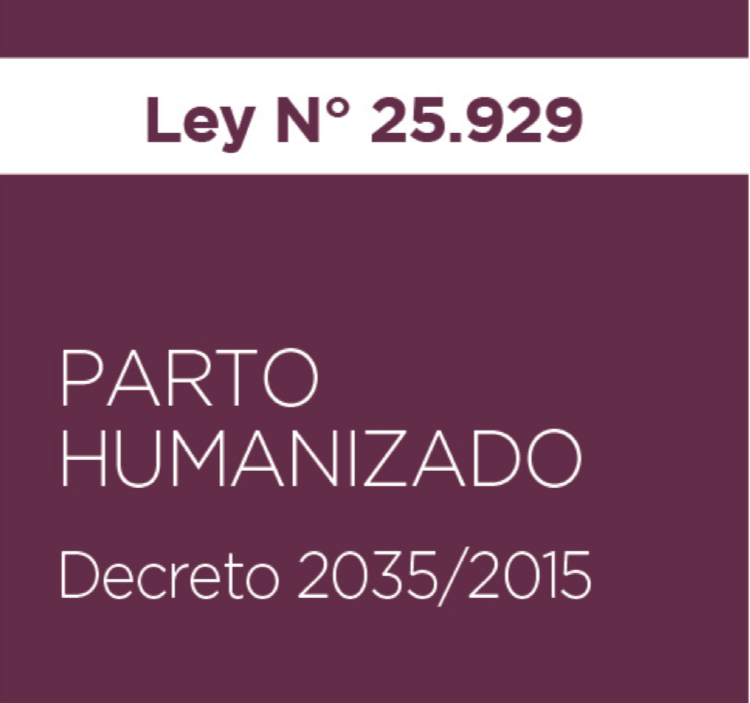 Ley N° 25.929
PARTO
HUMANIZADO
Decreto 2035/2015